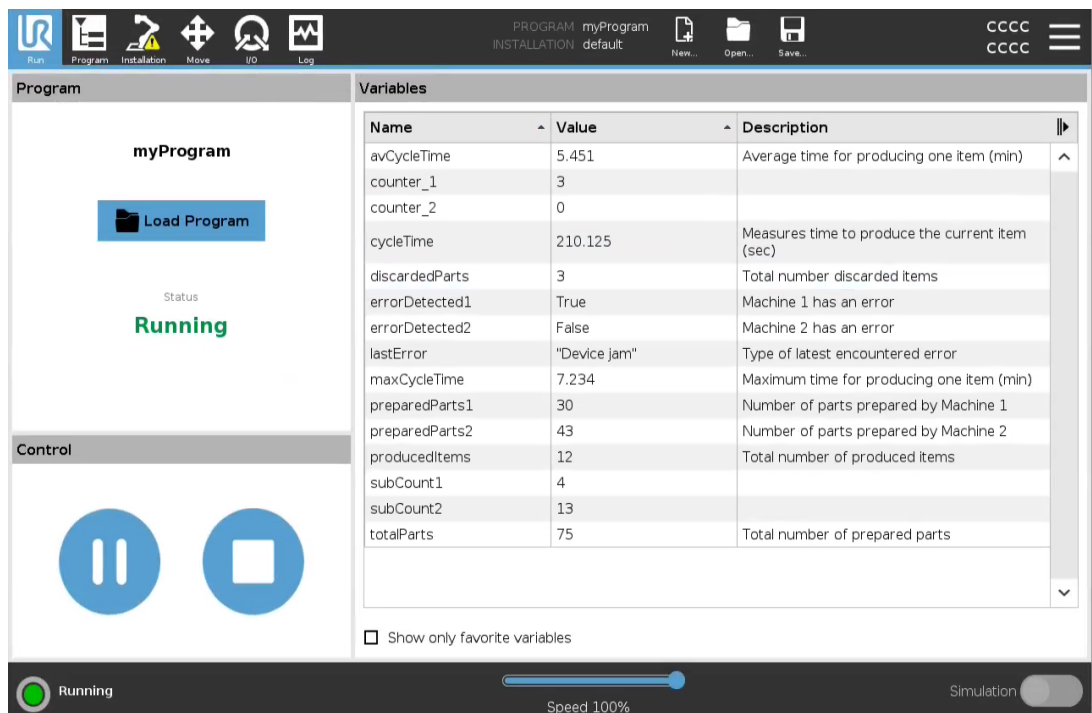 PROGRAM myProgram
INSTALLATION default
CCCC
CCCC
Run
Program
Installation
Move
I/O
Log
New...
Open...
Save...
Program
myProgram
Load Program
Status
Running
Control
Variables
Name Value Description
avCycleTime 5.451 Average time for producing one item (min)
counter_1 3
counter_2 0
cycleTime 210.125 Measures time to produce the current item
(sec)
discardedParts 3 Total number discarded items
errorDetected1 True Machine 1 has an error
errorDetected2 False Machine 2 has an error
lastError "Device jam" Type of latest encountered error
maxCycleTime 7.234 Maximum time for producing one item (min)
preparedParts1 30 Number of parts prepared by Machine 1
preparedParts2 43 Number of parts prepared by Machine 2
producedItems 12 Total number of produced items
subCount1 4
subCount2 13
totalParts 75 Total number of prepared parts
Show only favorite variables
Running
Speed 100%
Simulation